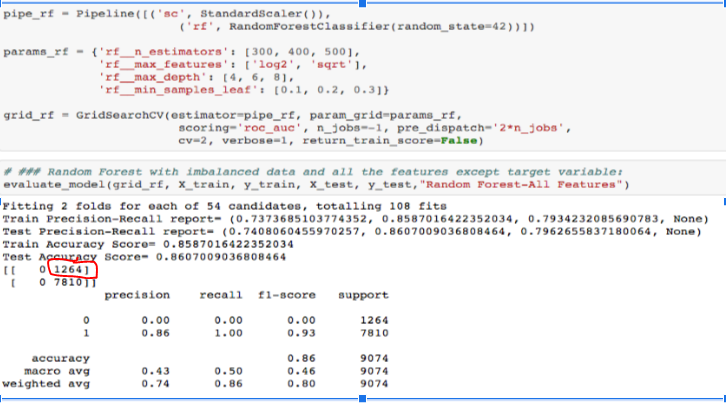 pipe_rf = Pipeline([('sc', StandardScaler()),
('rf', RandomForestClassifier(random_state=42))])
params_rf = {'rf__n_estimators': [300, 400, 500],
'rf__max_features': ['log2', 'sqrt'],
'rf__max_depth': [4, 6, 8],
'rf__min_samples_leaf': [0.1, 0.2, 0.3]}
grid_rf = GridSearchCV(estimator=pipe_rf, param_grid=params_rf,
scoring='roc_auc', n_jobs=-1, pre_dispatch='2*n_jobs',
cv=2, verbose=1, return_train_score=False)
# ### Random Forest with imbalanced data and all the features except target variable:
evaluate_model(grid_rf, X_train, y_train, X_test, y_test,"Random Forest-All Features")
Fitting 2 folds for each of 54 candidates, totalling 108 fits
Train Precision-Recall report= (0.7373685103774352, 0.8587016422352034, 0.7934232085690783, None)
Test Precision-Recall report= (0.7408060455970257, 0.8607009036808464, 0.7962655837180064, None)
Train Accuracy Score= 0.8587016422352034
Test Accuracy Score= 0.8607009036808464
[[ 0 1264]
[ 0 7810]]
precision recall f1-score support
0 0.00 0.00 0.00 1264
1 0.86 1.00 0.93 7810
accuracy 0.86 9074
macro avg 0.43 0.50 0.46 9074
weighted avg 0.74 0.86 0.80 9074